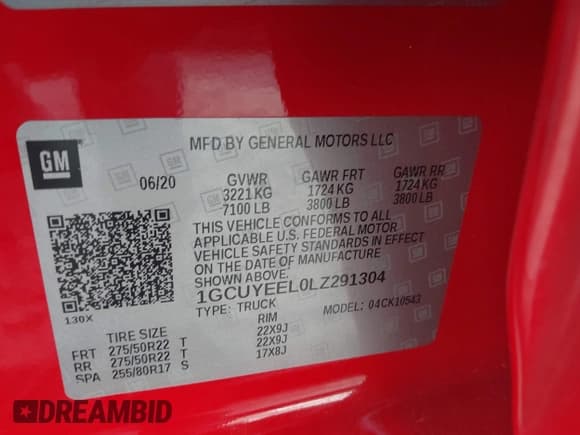 GM
MFD BY GENERAL MOTORS LLC
06/20 GVWR GAWR FRT GAWR RR
3221 KG 1724 KG 1724 KG
7100 LB 3800 LB 3800 LB
THIS VEHICLE CONFORMS TO ALL
APPLICABLE U.S. FEDERAL MOTOR
VEHICLE SAFETY STANDARDS IN EFFECT
ON THE DATE OF MANUFACTURE
SHOWN ABOVE.
1GCUYEEL0LZ291304
130X TYPE: TRUCK MODEL: 04CK10543
TIRE SIZE RIM
FRT 275/50R22 T 22X9J
RR 275/50R22 T 22X9J
SPA 255/80R17 S 17X8J
DREAMBID